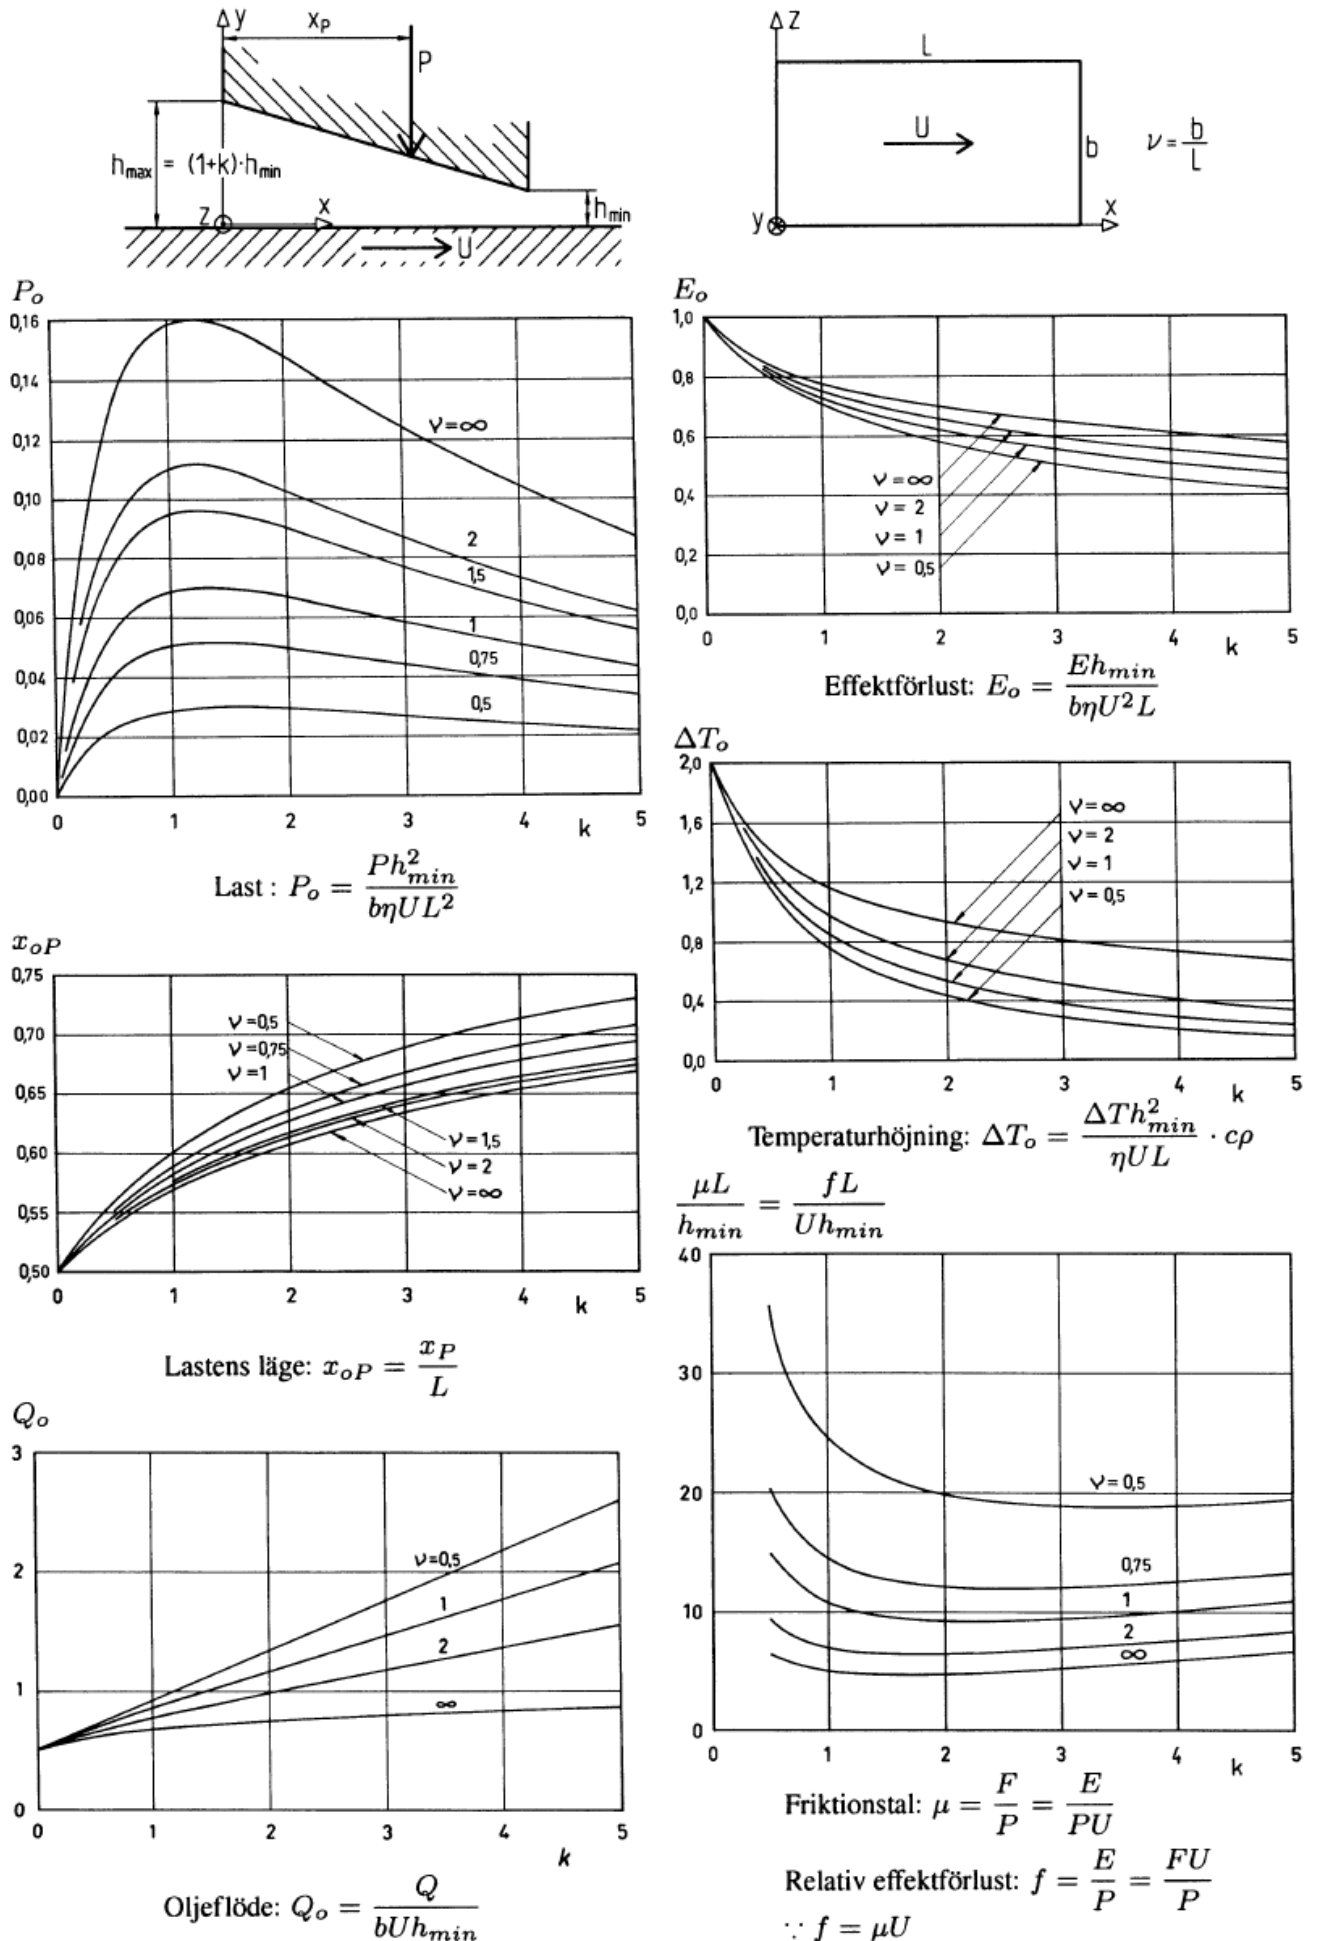 y
x_P
P
h_max = (1+k)·h_min
z
x
h_min
U
z
L
U
b
ν = b/L
y
x
P_o
0,16
0,14
0,12
0,10
0,08
0,06
0,04
0,02
0,00
ν=∞
2
1,5
1
0,75
0,5
0 1 2 3 4 k 5
Last : P_o = Ph²_min / bηUL²
E_o
1,0
0,8
0,6
0,4
0,2
0,0
ν=∞
ν= 2
ν= 1
ν= 0,5
0 1 2 3 4 k 5
Effektförlust: E_o = Eh_min / bηU²L
x_oP
0,75
0,70
0,65
0,60
0,55
0,50
ν=0,5
ν=0,75
ν=1
ν=1,5
ν=2
ν=∞
0 1 2 3 4 k 5
Lastens läge: x_oP = x_P / L
ΔT_o
2,0
1,6
1,2
0,8
0,4
0,0
ν=∞
ν=2
ν=1
ν=0,5
0 1 2 3 4 k 5
Temperaturhöjning: ΔT_o = ΔTh²_min / ηUL · cρ
Q_o
3
2
1
0
ν=0,5
1
2
∞
0 1 2 3 4 k 5
Oljeflöde: Q_o = Q / bUh_min
μL / h_min = fL / Uh_min
40
30
20
10
0
ν=0,5
0,75
1
2
∞
0 1 2 3 4 k 5
Friktionstal: μ = F/P = E/PU
Relativ effektförlust: f = E/P = FU/P
∵ f = μU